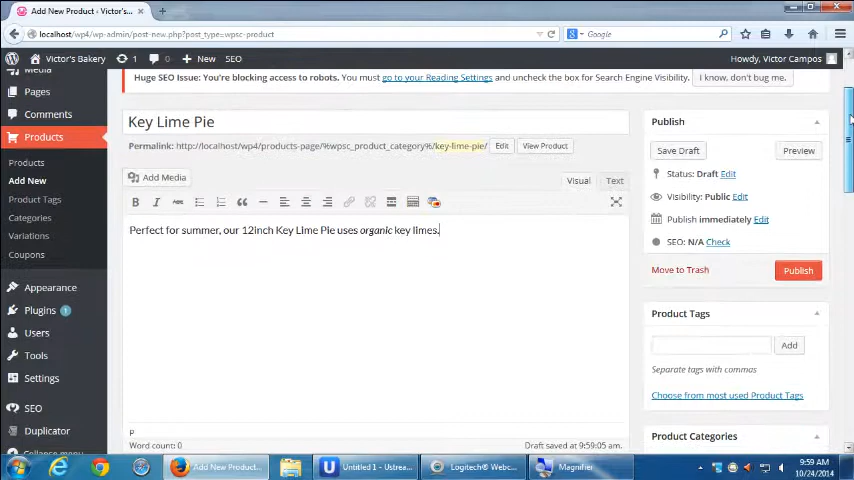 Add New Product ‹ Victor's... ×
localhost/wp4/wp-admin/post-new.php?post_type=wpsc-product
Google
Victor's Bakery 1 New SEO
Howdy, Victor Campos
Media
Huge SEO Issue: You're blocking access to robots. You must go to your Reading Settings and uncheck the box for Search Engine Visibility.
I know, don't bug me.
Pages
Comments
Products
Products
Add New
Product Tags
Categories
Variations
Coupons
Appearance
Plugins 1
Users
Tools
Settings
SEO
Duplicator
Collapse menu
Key Lime Pie
Permalink: http://localhost/wp4/products-page/%wpsc_product_category%/key-lime-pie/ Edit View Product
Add Media
Visual Text
B I ABC
Perfect for summer, our 12inch Key Lime Pie uses organic key limes.
P
Word count: 0
Draft saved at 9:59:05 am.
Publish
Save Draft Preview
Status: Draft Edit
Visibility: Public Edit
Publish immediately Edit
SEO: N/A Check
Move to Trash Publish
Product Tags
Add
Separate tags with commas
Choose from most used Product Tags
Product Categories
Add New Product... Untitled 1 - Ustrea... Logitech® Webc... Magnifier
9:59 AM
10/24/2014